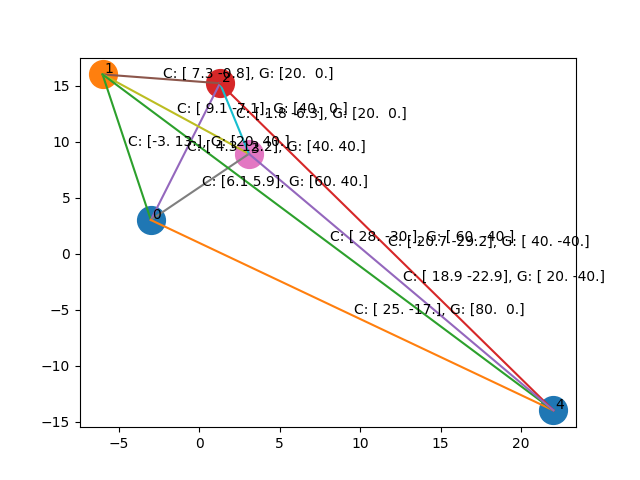 1
C: [ 7.3 -0.8], G: [20.  0.]
2
C: [ 9.1 -7.1], G: [40.  0.]
C: [ 1.8 -6.3], G: [20.  0.]
C: [-3. 13.], G: [20. 40.]
C: [ 4.3 12.2], G: [40. 40.]
3
C: [6.1 5.9], G: [60. 40.]
0
C: [ 28. -30.], G: [ 60. -40.]
C: [ 20.7 -29.2], G: [ 40. -40.]
C: [ 18.9 -22.9], G: [ 20. -40.]
C: [ 25. -17.], G: [80.  0.]
4
15
10
5
0
−5
−10
−15
−5 0 5 10 15 20